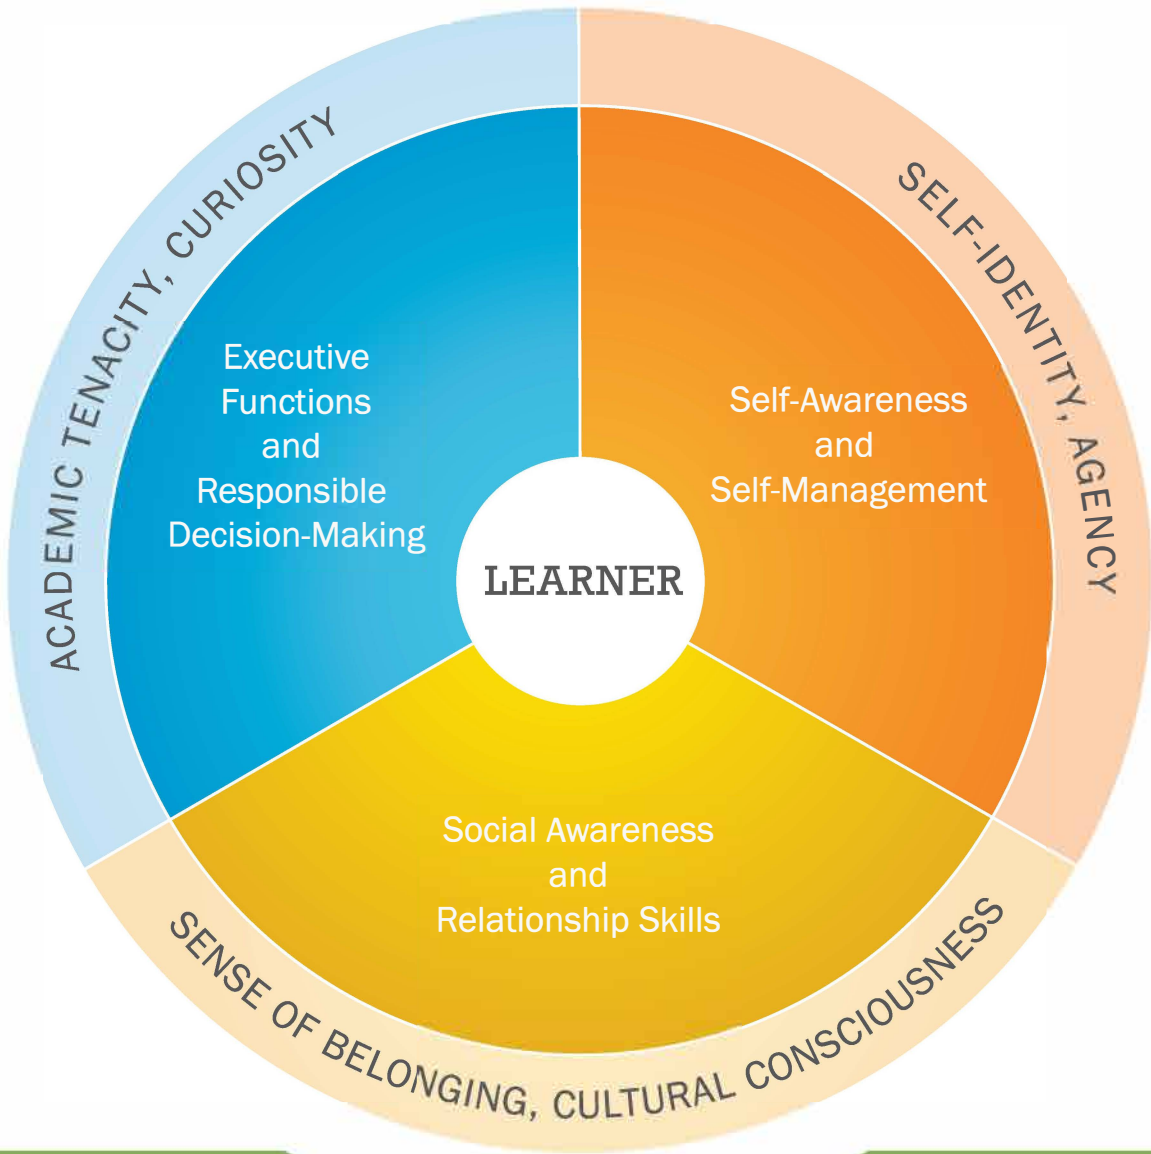 ACADEMIC TENACITY, CURIOSITY
SELF-IDENTITY, AGENCY
Executive
Functions
and
Responsible
Decision-Making
Self-Awareness
and
Self-Management
LEARNER
Social Awareness
and
Relationship Skills
SENSE OF BELONGING, CULTURAL CONSCIOUSNESS